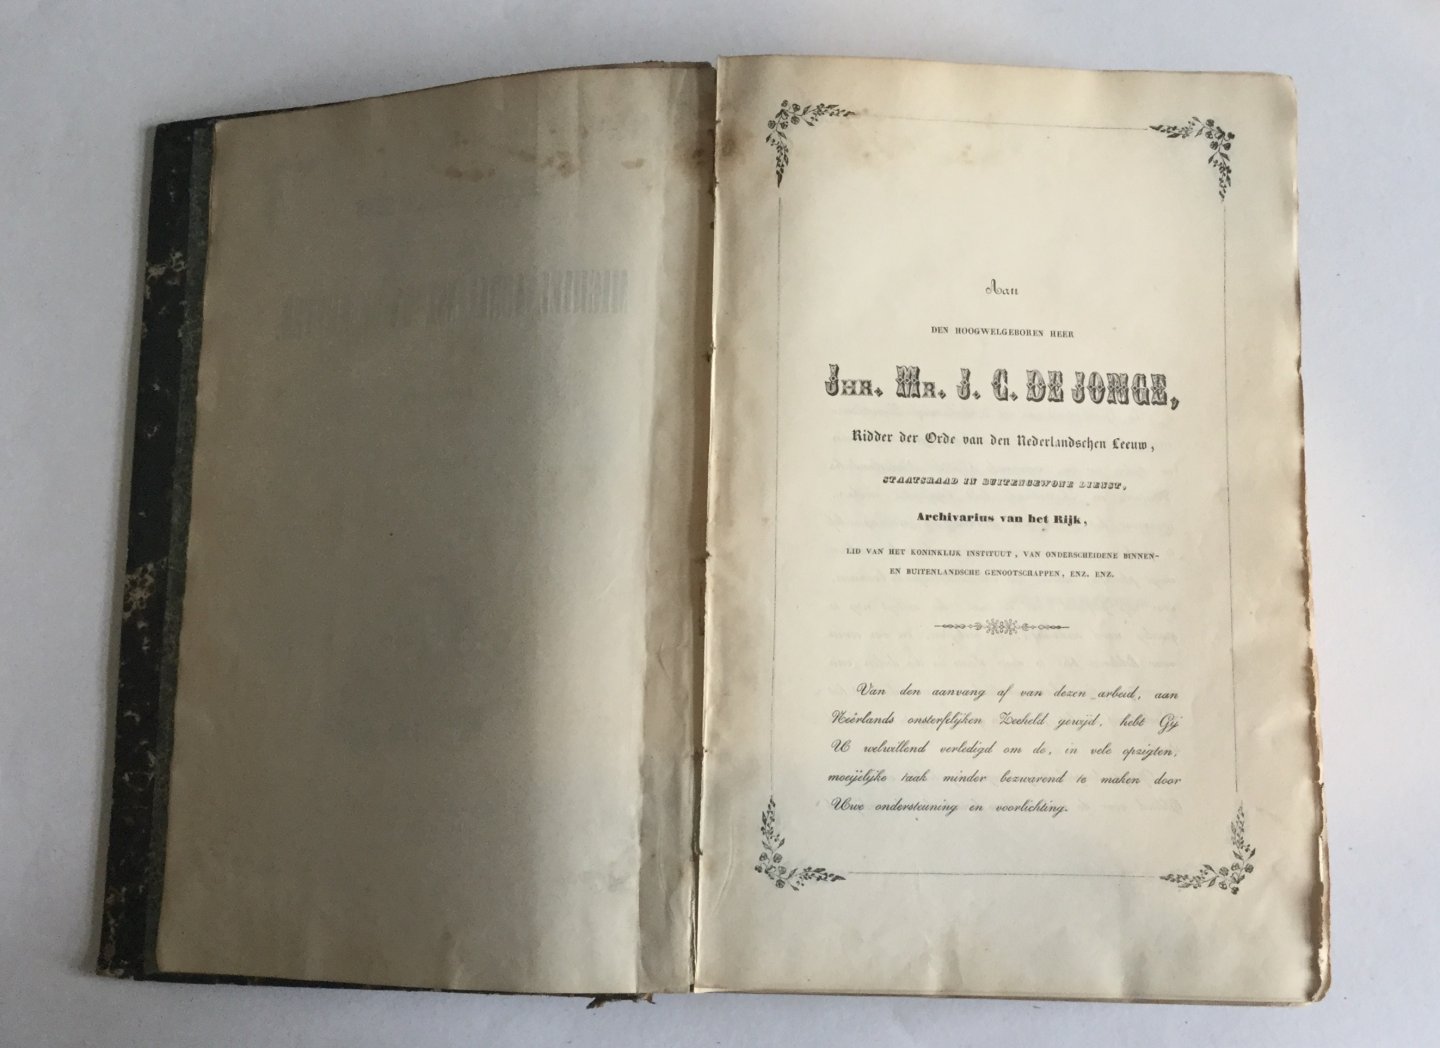 Aan
DEN HOOGWELGEBOREN HEER
JHR. MR. J. C. DE JONGE,
Ridder der Orde van den Nederlandschen Leeuw,
STAATSRAAD IN BUITENGEWONE DIENST,
Archivarius van het Rijk,
LID VAN HET KONINKLIJK INSTITUUT, VAN ONDERSCHEIDENE BINNEN-
EN BUITENLANDSCHE GENOOTSCHAPPEN, ENZ. ENZ.
Van den aanvang af van dezen arbeid, aan
Neêrlands onsterfelijken Zeeheld gewijd, hebt Gij
U welwillend verledigd om de, in vele opzigten,
moeijelijke taak minder bezwarend te maken door
Uwe ondersteuning en voorlichting.